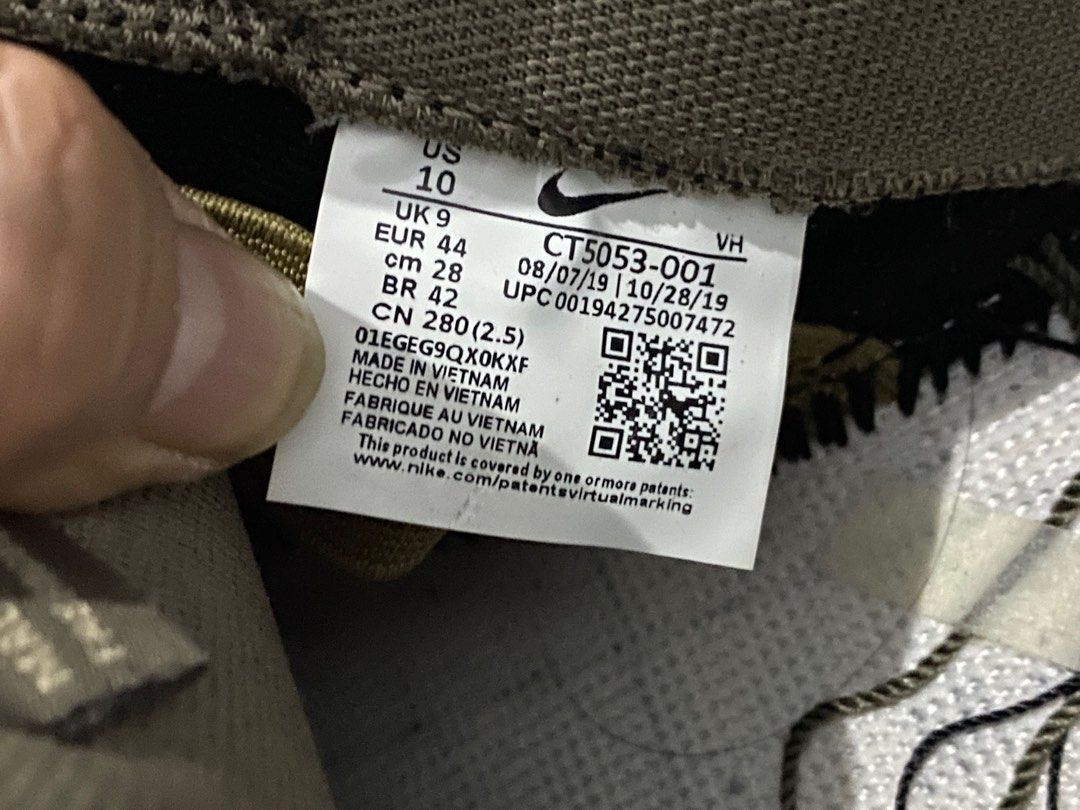 US
10
UK 9
EUR 44
cm 28
BR 42
CN 280(2.5)
VH
CT5053-001
08/07/19 | 10/28/19
UPC 00194275007472
01EGEG9QX0KXF
MADE IN VIETNAM
HECHO EN VIETNAM
FABRIQUE AU VIETNAM
FABRICADO NO VIETNÃ
This product is covered by one or more patents:
www.nike.com/patentsvirtualmarking